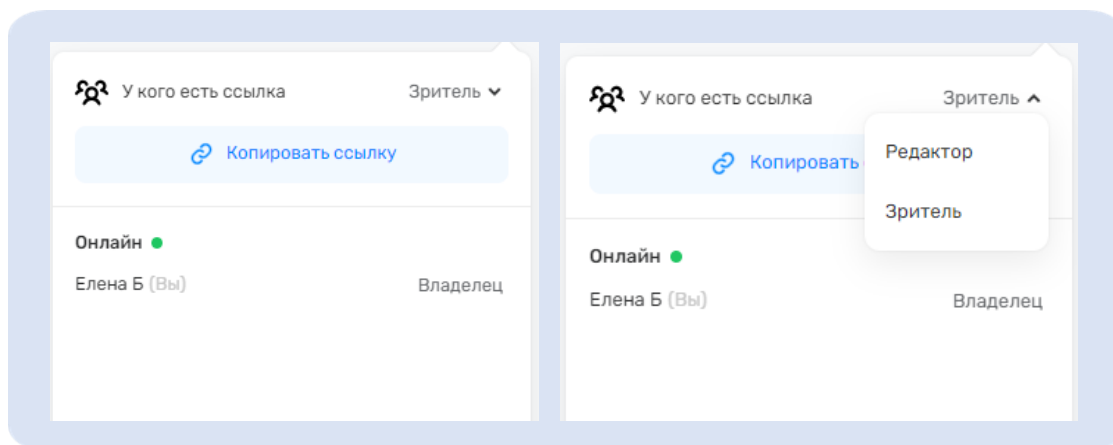 У кого есть ссылка Зритель
Копировать ссылку
Онлайн
Елена Б (Вы) Владелец
У кого есть ссылка Зритель
Копировать
Редактор
Зритель
Онлайн
Елена Б (Вы) Владелец